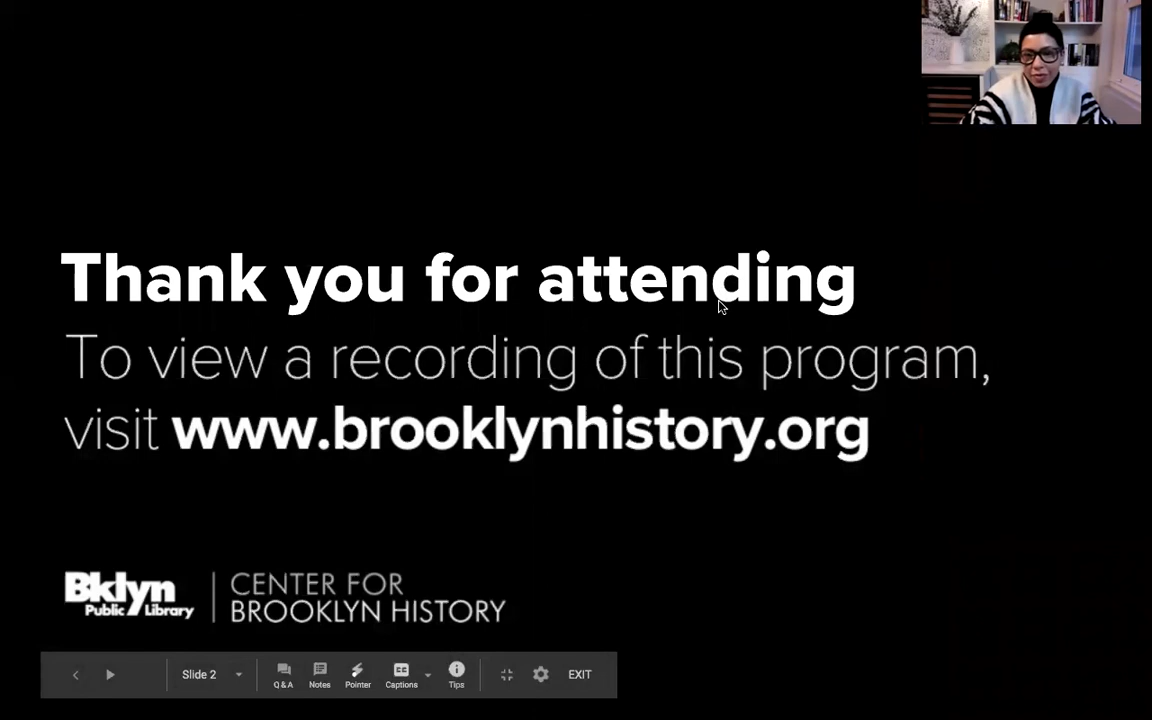 Thank you for attending
To view a recording of this program,
visit www.brooklynhistory.org
Bklyn
Public Library
CENTER FOR
BROOKLYN HISTORY
Slide 2
Q & A
Notes
Pointer
CC
Captions
Tips
EXIT